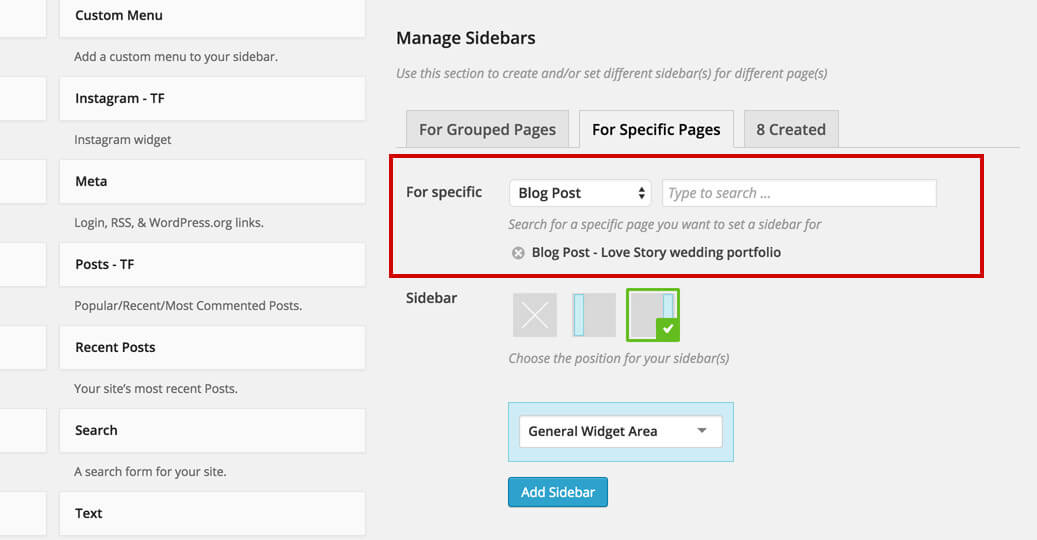 Custom Menu
Add a custom menu to your sidebar.
Instagram - TF
Instagram widget
Meta
Login, RSS, & WordPress.org links.
Posts - TF
Popular/Recent/Most Commented Posts.
Recent Posts
Your site's most recent Posts.
Search
A search form for your site.
Text
Manage Sidebars
Use this section to create and/or set different sidebar(s) for different page(s)
For Grouped Pages
For Specific Pages
8 Created
For specific
Blog Post
Type to search ...
Search for a specific page you want to set a sidebar for
Blog Post - Love Story wedding portfolio
Sidebar
Choose the position for your sidebar(s)
General Widget Area
Add Sidebar